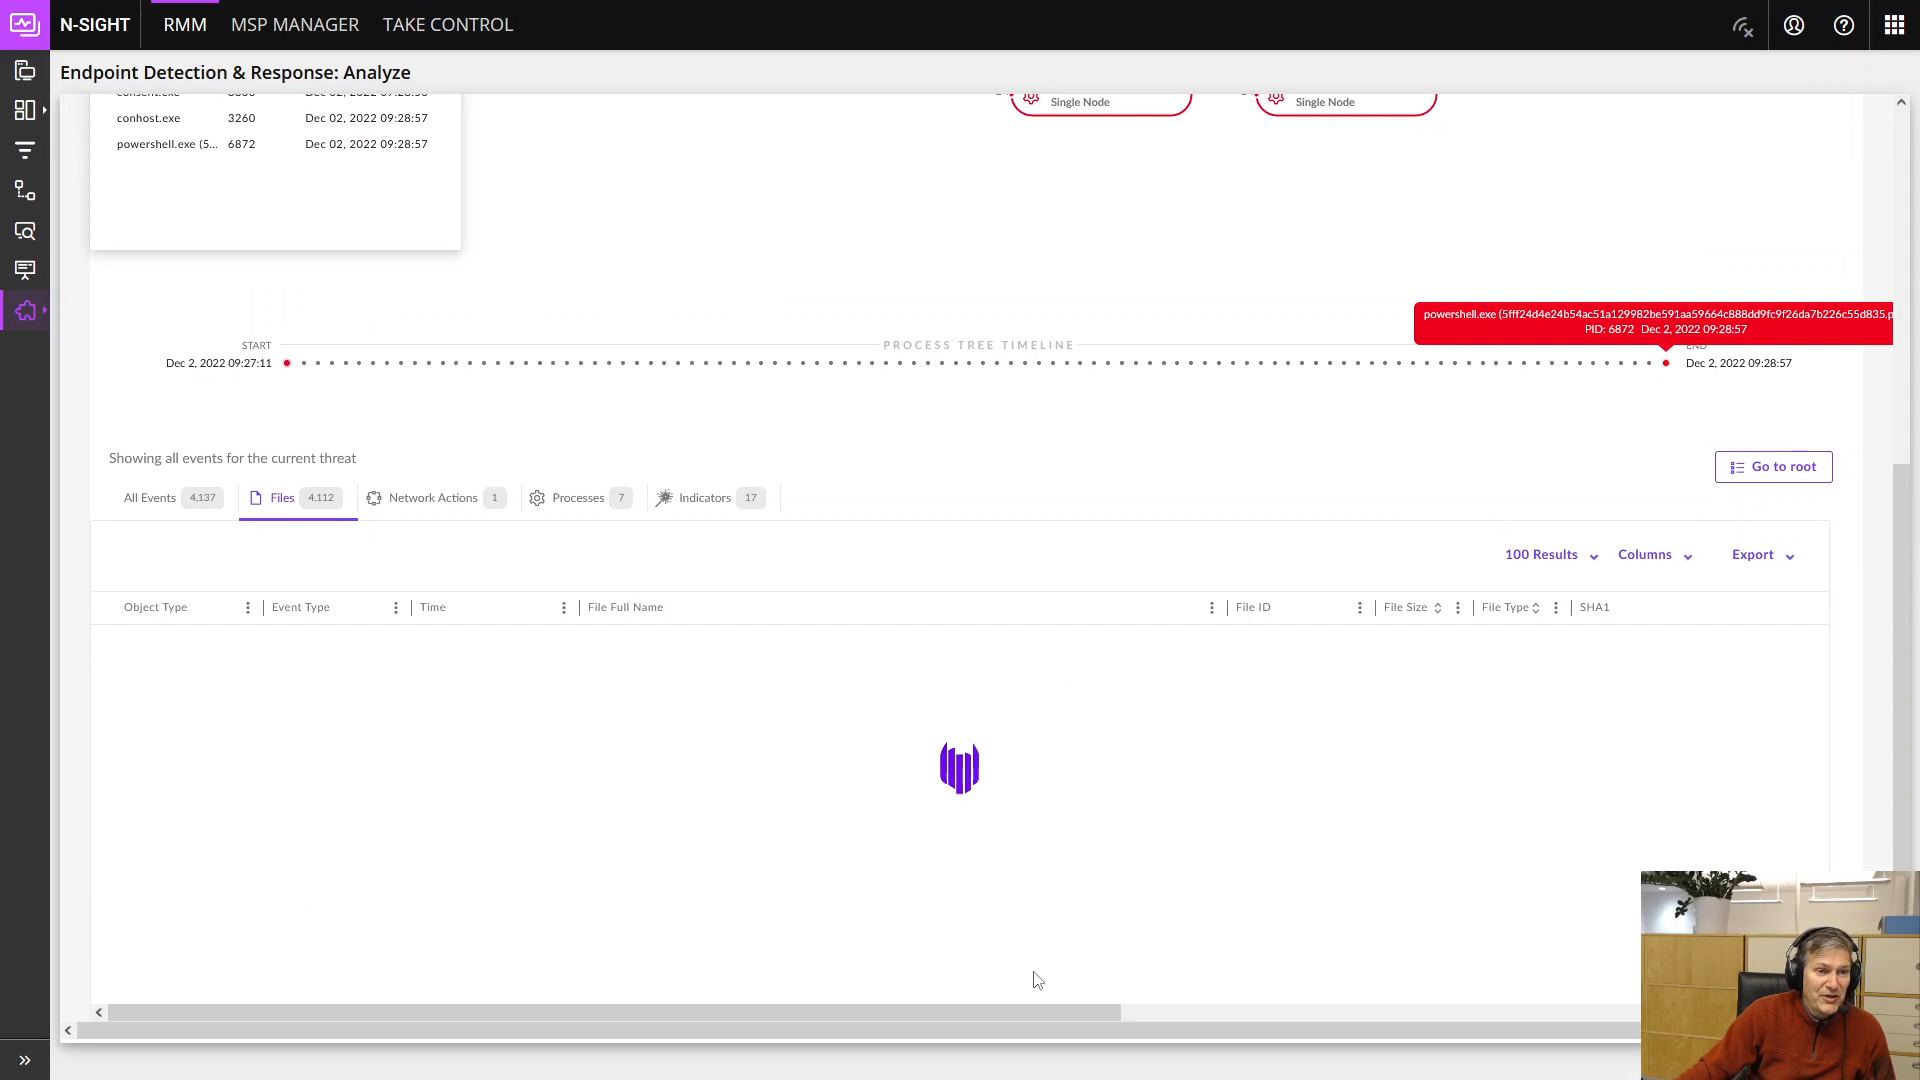 N-SIGHT RMM MSP MANAGER TAKE CONTROL
Endpoint Detection & Response: Analyze
conhost.exe 3260 Dec 02, 2022 09:28:57
powershell.exe (5... 6872 Dec 02, 2022 09:28:57
Single Node
Single Node
powershell.exe (5fff24d4e24b54ac51a129982be591aa59664c888dd9fc9f26da7b226c55d835.p
PID: 6872 Dec 2, 2022 09:28:57
START PROCESS TREE TIMELINE END
Dec 2, 2022 09:27:11 Dec 2, 2022 09:28:57
Showing all events for the current threat
Go to root
All Events 4,137 Files 4,112 Network Actions 1 Processes 7 Indicators 17
100 Results Columns Export
Object Type Event Type Time File Full Name File ID File Size File Type SHA1